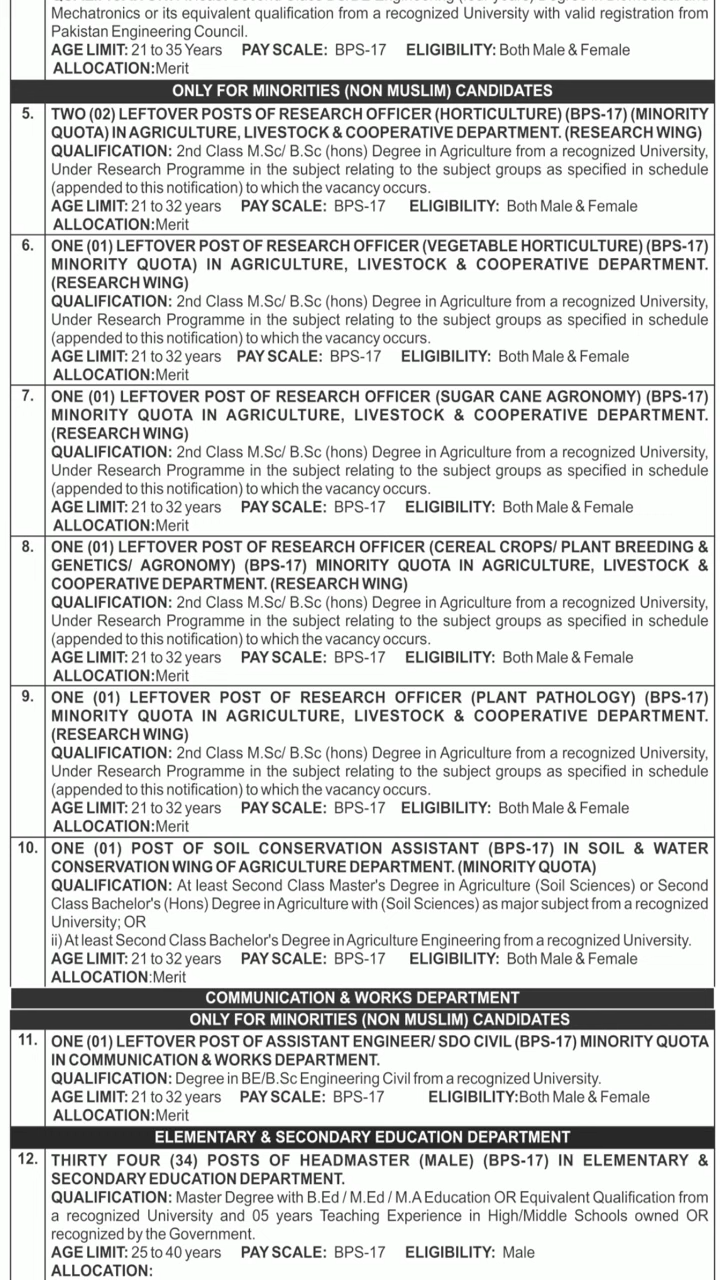 Mechatronics or its equivalent qualification from a recognized University with valid registration from
Pakistan Engineering Council.
AGE LIMIT: 21 to 35 Years PAY SCALE: BPS-17 ELIGIBILITY: Both Male & Female
ALLOCATION:Merit
ONLY FOR MINORITIES (NON MUSLIM) CANDIDATES
5. TWO (02) LEFTOVER POSTS OF RESEARCH OFFICER (HORTICULTURE) (BPS-17) (MINORITY
QUOTA) IN AGRICULTURE, LIVESTOCK & COOPERATIVE DEPARTMENT. (RESEARCH WING)
QUALIFICATION: 2nd Class M.Sc/ B.Sc (hons) Degree in Agriculture from a recognized University,
Under Research Programme in the subject relating to the subject groups as specified in schedule
(appended to this notification) to which the vacancy occurs.
AGE LIMIT: 21 to 32 years PAY SCALE: BPS-17 ELIGIBILITY: Both Male & Female
ALLOCATION:Merit
6. ONE (01) LEFTOVER POST OF RESEARCH OFFICER (VEGETABLE HORTICULTURE) (BPS-17)
MINORITY QUOTA) IN AGRICULTURE, LIVESTOCK & COOPERATIVE DEPARTMENT.
(RESEARCH WING)
QUALIFICATION: 2nd Class M.Sc/ B.Sc (hons) Degree in Agriculture from a recognized University,
Under Research Programme in the subject relating to the subject groups as specified in schedule
(appended to this notification) to which the vacancy occurs.
AGE LIMIT: 21 to 32 years PAY SCALE: BPS-17 ELIGIBILITY: Both Male & Female
ALLOCATION:Merit
7. ONE (01) LEFTOVER POST OF RESEARCH OFFICER (SUGAR CANE AGRONOMY) (BPS-17)
MINORITY QUOTA IN AGRICULTURE, LIVESTOCK & COOPERATIVE DEPARTMENT.
(RESEARCH WING)
QUALIFICATION: 2nd Class M.Sc/ B.Sc (hons) Degree in Agriculture from a recognized University,
Under Research Programme in the subject relating to the subject groups as specified in schedule
(appended to this notification) to which the vacancy occurs.
AGE LIMIT: 21 to 32 years PAY SCALE: BPS-17 ELIGIBILITY: Both Male & Female
ALLOCATION:Merit
8. ONE (01) LEFTOVER POST OF RESEARCH OFFICER (CEREAL CROPS/ PLANT BREEDING &
GENETICS/ AGRONOMY) (BPS-17) MINORITY QUOTA IN AGRICULTURE, LIVESTOCK &
COOPERATIVE DEPARTMENT. (RESEARCH WING)
QUALIFICATION: 2nd Class M.Sc/ B.Sc (hons) Degree in Agriculture from a recognized University,
Under Research Programme in the subject relating to the subject groups as specified in schedule
(appended to this notification) to which the vacancy occurs.
AGE LIMIT: 21 to 32 years PAY SCALE: BPS-17 ELIGIBILITY: Both Male & Female
ALLOCATION:Merit
9. ONE (01) LEFTOVER POST OF RESEARCH OFFICER (PLANT PATHOLOGY) (BPS-17)
MINORITY QUOTA IN AGRICULTURE, LIVESTOCK & COOPERATIVE DEPARTMENT.
(RESEARCH WING)
QUALIFICATION: 2nd Class M.Sc/ B.Sc (hons) Degree in Agriculture from a recognized University,
Under Research Programme in the subject relating to the subject groups as specified in schedule
(appended to this notification) to which the vacancy occurs.
AGE LIMIT: 21 to 32 years PAY SCALE: BPS-17 ELIGIBILITY: Both Male & Female
ALLOCATION:Merit
10. ONE (01) POST OF SOIL CONSERVATION ASSISTANT (BPS-17) IN SOIL & WATER
CONSERVATION WING OF AGRICULTURE DEPARTMENT. (MINORITY QUOTA)
QUALIFICATION: At least Second Class Master's Degree in Agriculture (Soil Sciences) or Second
Class Bachelor's (Hons) Degree in Agriculture with (Soil Sciences) as major subject from a recognized
University; OR
ii) At least Second Class Bachelor's Degree in Agriculture Engineering from a recognized University.
AGE LIMIT: 21 to 32 years PAY SCALE: BPS-17 ELIGIBILITY: Both Male & Female
ALLOCATION:Merit
COMMUNICATION & WORKS DEPARTMENT
ONLY FOR MINORITIES (NON MUSLIM) CANDIDATES
11. ONE (01) LEFTOVER POST OF ASSISTANT ENGINEER/ SDO CIVIL (BPS-17) MINORITY QUOTA
IN COMMUNICATION & WORKS DEPARTMENT.
QUALIFICATION: Degree in BE/B.Sc Engineering Civil from a recognized University.
AGE LIMIT: 21 to 32 years PAY SCALE: BPS-17 ELIGIBILITY:Both Male & Female
ALLOCATION:Merit
ELEMENTARY & SECONDARY EDUCATION DEPARTMENT
12. THIRTY FOUR (34) POSTS OF HEADMASTER (MALE) (BPS-17) IN ELEMENTARY &
SECONDARY EDUCATION DEPARTMENT.
QUALIFICATION: Master Degree with B.Ed / M.Ed / M.A Education OR Equivalent Qualification from
a recognized University and 05 years Teaching Experience in High/Middle Schools owned OR
recognized by the Government.
AGE LIMIT: 25 to 40 years PAY SCALE: BPS-17 ELIGIBILITY: Male
ALLOCATION: